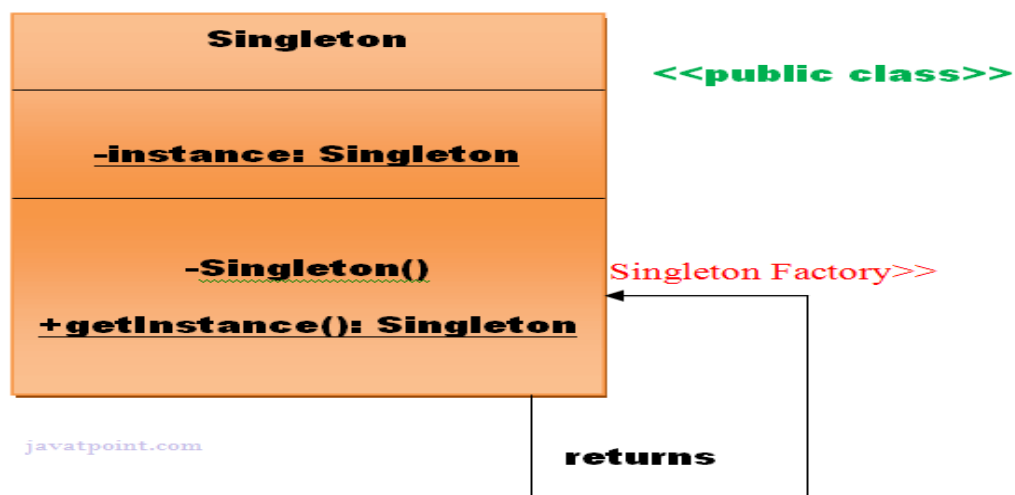 Singleton
<<public class>>
-instance: Singleton
-Singleton()
Singleton Factory>>
+getInstance(): Singleton
javatpoint.com
returns